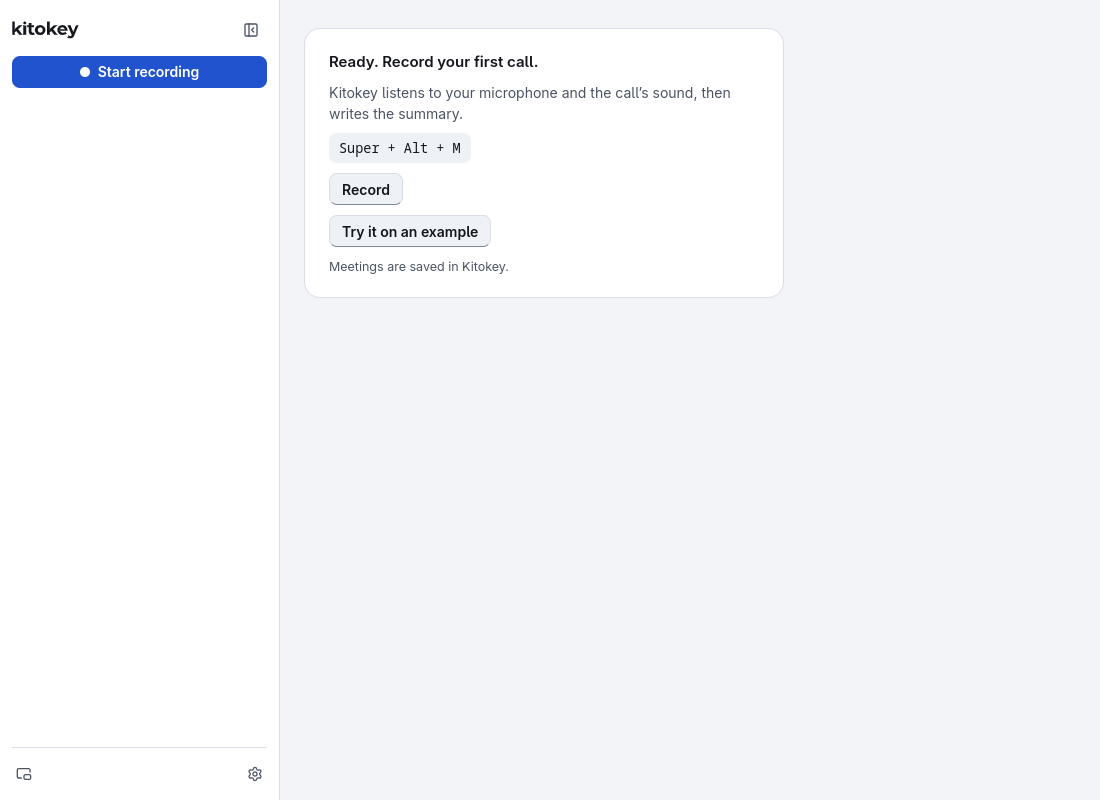 kitokey
Start recording
Ready. Record your first call.
Kitokey listens to your microphone and the call's sound, then
writes the summary.
Super + Alt + M
Record
Try it on an example
Meetings are saved in Kitokey.